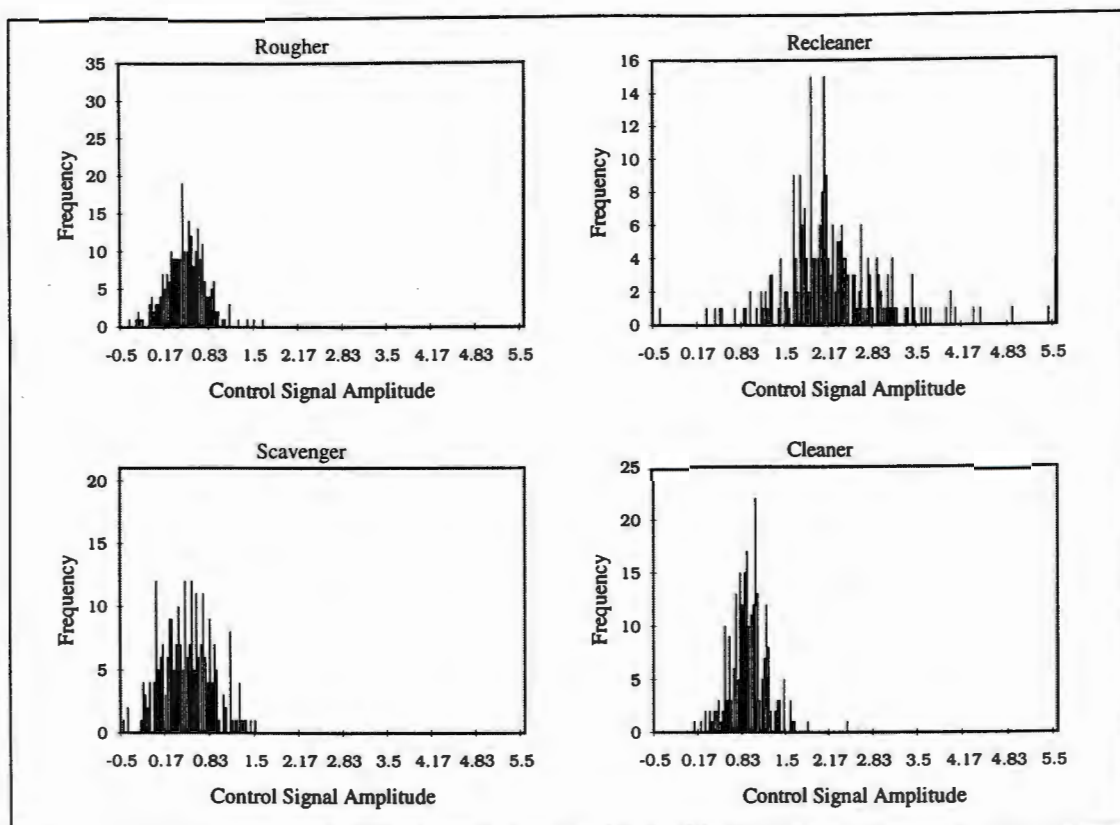 Rougher
35
30
25
20
15
10
5
0
Frequency
-0.5 0.17 0.83 1.5 2.17 2.83 3.5 4.17 4.83 5.5
Control Signal Amplitude
Recleaner
16
14
12
10
8
6
4
2
0
Frequency
-0.5 0.17 0.83 1.5 2.17 2.83 3.5 4.17 4.83 5.5
Control Signal Amplitude
Scavenger
20
15
10
5
0
Frequency
-0.5 0.17 0.83 1.5 2.17 2.83 3.5 4.17 4.83 5.5
Control Signal Amplitude
Cleaner
25
20
15
10
5
0
Frequency
-0.5 0.17 0.83 1.5 2.17 2.83 3.5 4.17 4.83 5.5
Control Signal Amplitude